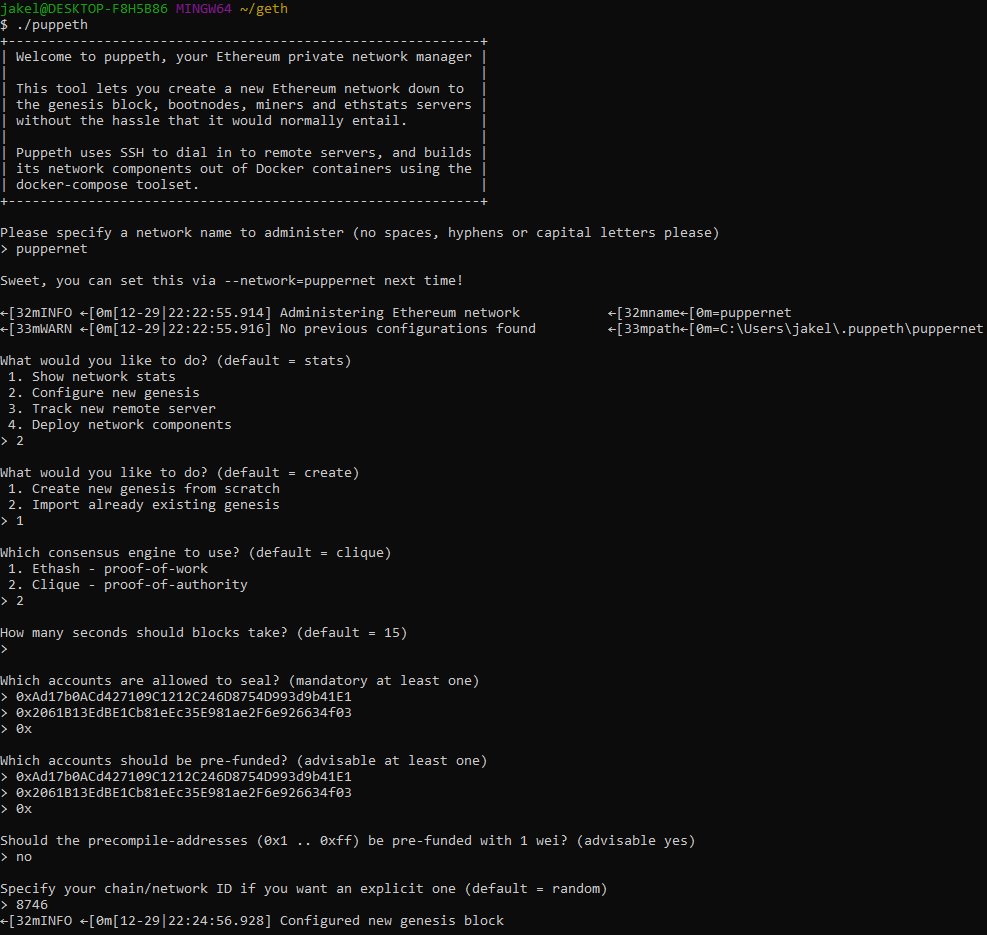 jakel@DESKTOP-F8H5B86 MINGW64 ~/geth
$ ./puppeth
+-----------------------------------------------------------+
| Welcome to puppeth, your Ethereum private network manager |
|                                                           |
| This tool lets you create a new Ethereum network down to  |
| the genesis block, bootnodes, miners and ethstats servers |
| without the hassle that it would normally entail.         |
|                                                           |
| Puppeth uses SSH to dial in to remote servers, and builds |
| its network components out of Docker containers using the |
| docker-compose toolset.                                   |
+-----------------------------------------------------------+
Please specify a network name to administer (no spaces, hyphens or capital letters please)
> puppernet
Sweet, you can set this via --network=puppernet next time!
←[32mINFO ←[0m[12-29|22:22:55.914] Administering Ethereum network           ←[32mname←[0m=puppernet
←[33mWARN ←[0m[12-29|22:22:55.916] No previous configurations found         ←[33mpath←[0m=C:\Users\jakel\.puppeth\puppernet
What would you like to do? (default = stats)
 1. Show network stats
 2. Configure new genesis
 3. Track new remote server
 4. Deploy network components
> 2
What would you like to do? (default = create)
 1. Create new genesis from scratch
 2. Import already existing genesis
> 1
Which consensus engine to use? (default = clique)
 1. Ethash - proof-of-work
 2. Clique - proof-of-authority
> 2
How many seconds should blocks take? (default = 15)
>
Which accounts are allowed to seal? (mandatory at least one)
> 0xAd17b0ACd427109C1212C246D8754D993d9b41E1
> 0x2061B13EdBE1Cb81eEc35E981ae2F6e926634f03
> 0x
Which accounts should be pre-funded? (advisable at least one)
> 0xAd17b0ACd427109C1212C246D8754D993d9b41E1
> 0x2061B13EdBE1Cb81eEc35E981ae2F6e926634f03
> 0x
Should the precompile-addresses (0x1 .. 0xff) be pre-funded with 1 wei? (advisable yes)
> no
Specify your chain/network ID if you want an explicit one (default = random)
> 8746
←[32mINFO ←[0m[12-29|22:24:56.928] Configured new genesis block